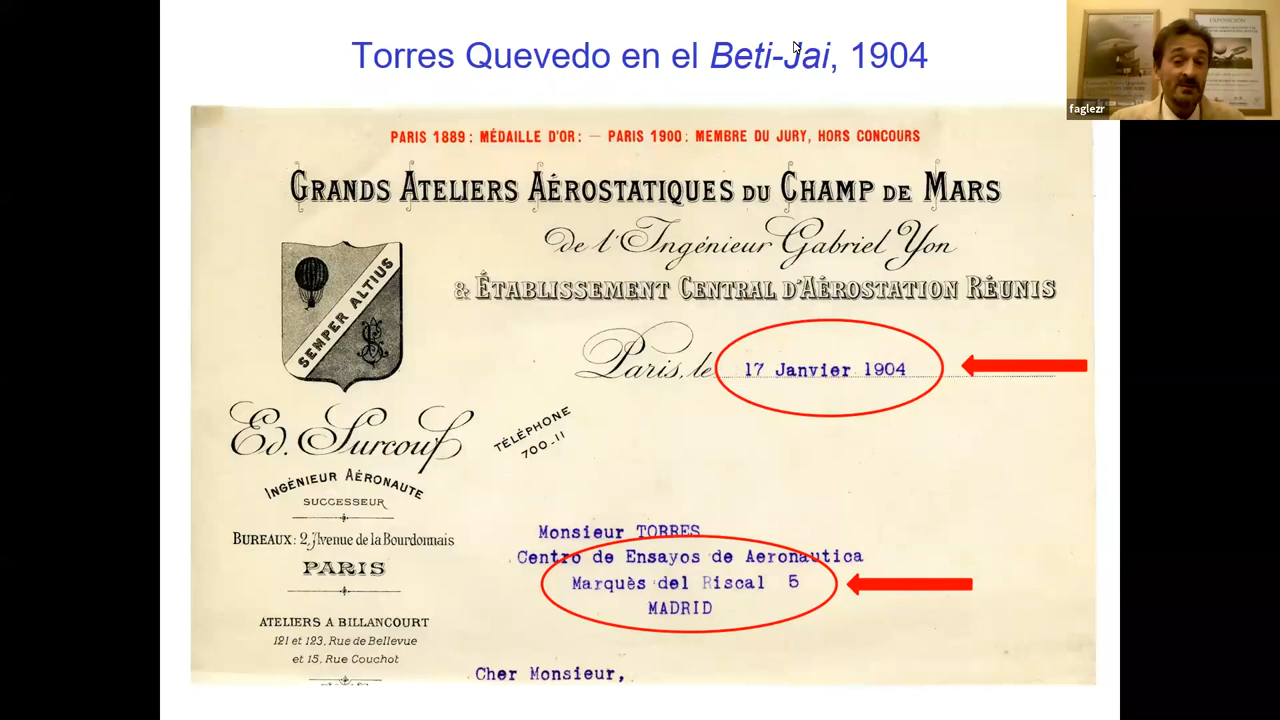 Torres Quevedo en el Beti-Jai, 1904
faglezr
EXPOSICIÓN
PARIS 1889: MÉDAILLE D'OR: — PARIS 1900: MEMBRE DU JURY, HORS CONCOURS
GRANDS ATELIERS AÉROSTATIQUES DU CHAMP DE MARS
de l'Ingénieur Gabriel Yon
& ÉTABLISSEMENT CENTRAL D'AÉROSTATION RÉUNIS
SEMPER ALTIUS
Paris, le 17 Janvier 1904
Ed. Surcouf
INGÉNIEUR AÉRONAUTE
SUCCESSEUR
TÉLÉPHONE
700-11
BUREAUX: 2, Avenue de la Bourdonnais
PARIS
ATELIERS A BILLANCOURT
121 et 123, Rue de Bellevue
et 15, Rue Couchot
Monsieur TORRES
Centro de Ensayos de Aeronautica
Marquès del Riscal 5
MADRID
Cher Monsieur,